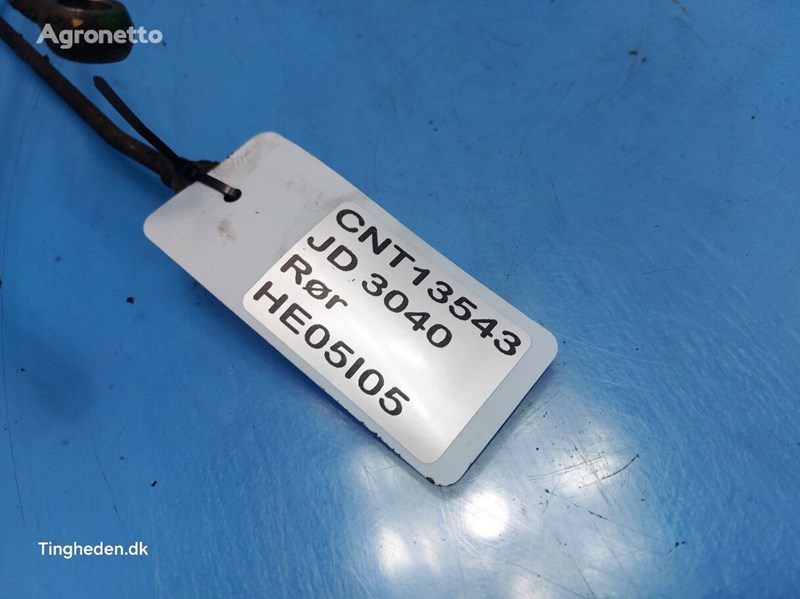 Agronetto
CNT13543
JD 3040
Rør
HE05I05
Tingheden.dk